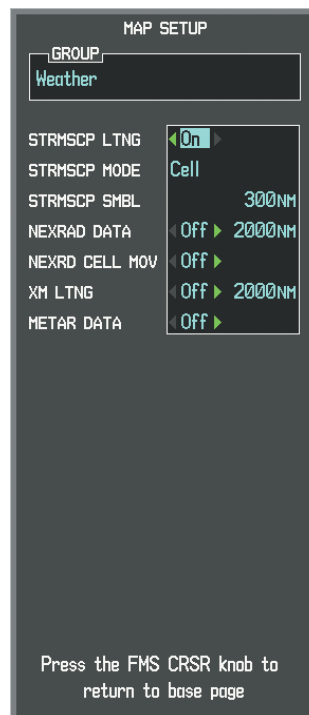 MAP SETUP
GROUP
Weather
STRMSCP LTNG On
STRMSCP MODE Cell
STRMSCP SMBL 300NM
NEXRAD DATA Off 2000NM
NEXRD CELL MOV Off
XM LTNG Off 2000NM
METAR DATA Off
Press the FMS CRSR knob to
return to base page